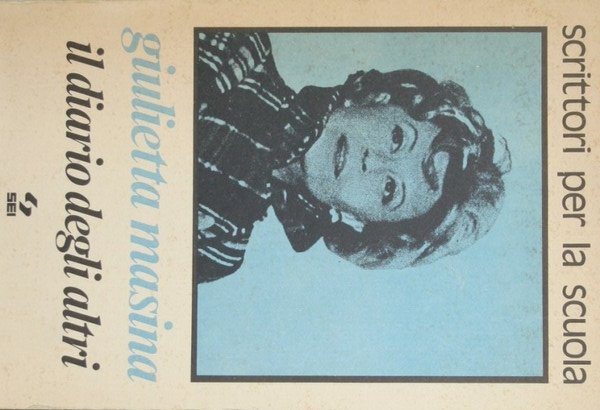 scrittori per la scuola
giulietta masina
il diario degli altri
SEI